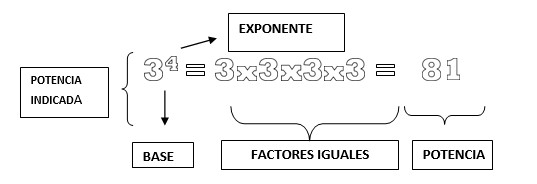 EXPONENTE
POTENCIA
INDICADA
3⁴ = 3x3x3x3 = 81
BASE
FACTORES IGUALES
POTENCIA